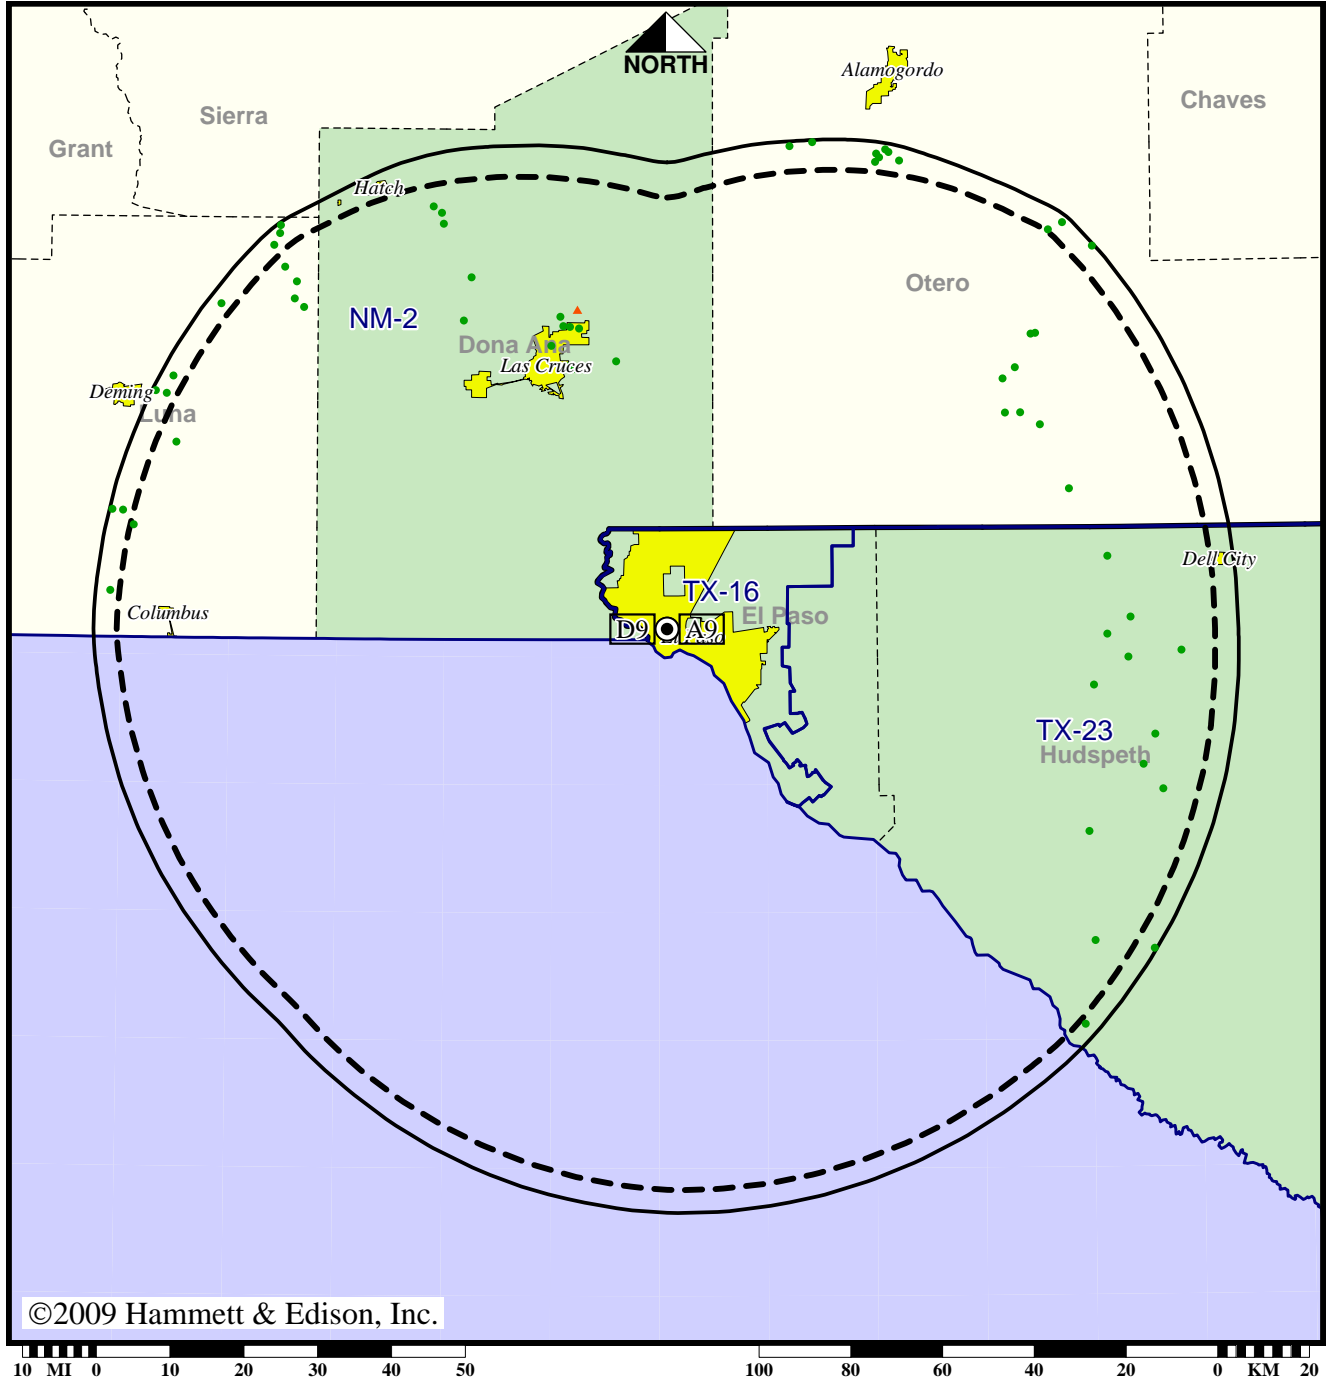 NORTH
Alamogordo
Chaves
Sierra
Grant
Hatch
Otero
NM-2
Dona Ana
Las Cruces
Deming
Luna
Dell City
TX-16
Columbus
El Paso
D9
A9
El Paso
TX-23
Hudspeth
©2009 Hammett & Edison, Inc.
10 MI 0 10 20 30 40 50 100 80 60 40 20 0 KM 20